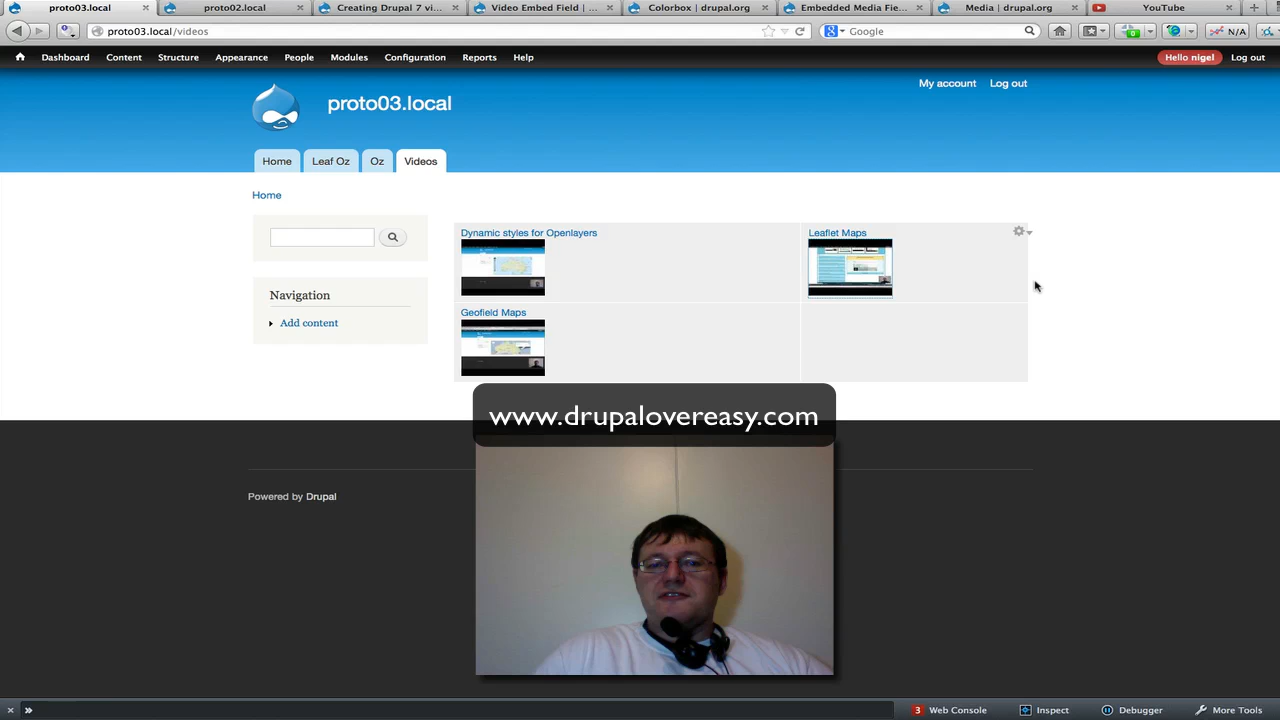 proto03.local
proto02.local
Creating Drupal 7 vi...
Video Embed Field | ...
Colorbox | drupal.org
Embedded Media Fie...
Media | drupal.org
YouTube
proto03.local/videos
Google
N/A
Dashboard Content Structure Appearance People Modules Configuration Reports Help
Hello nigel Log out
My account Log out
proto03.local
Home Leaf Oz Oz Videos
Home
Dynamic styles for Openlayers
Leaflet Maps
Navigation
Add content
Geofield Maps
www.drupalovereasy.com
Powered by Drupal
3 Web Console Inspect Debugger More Tools